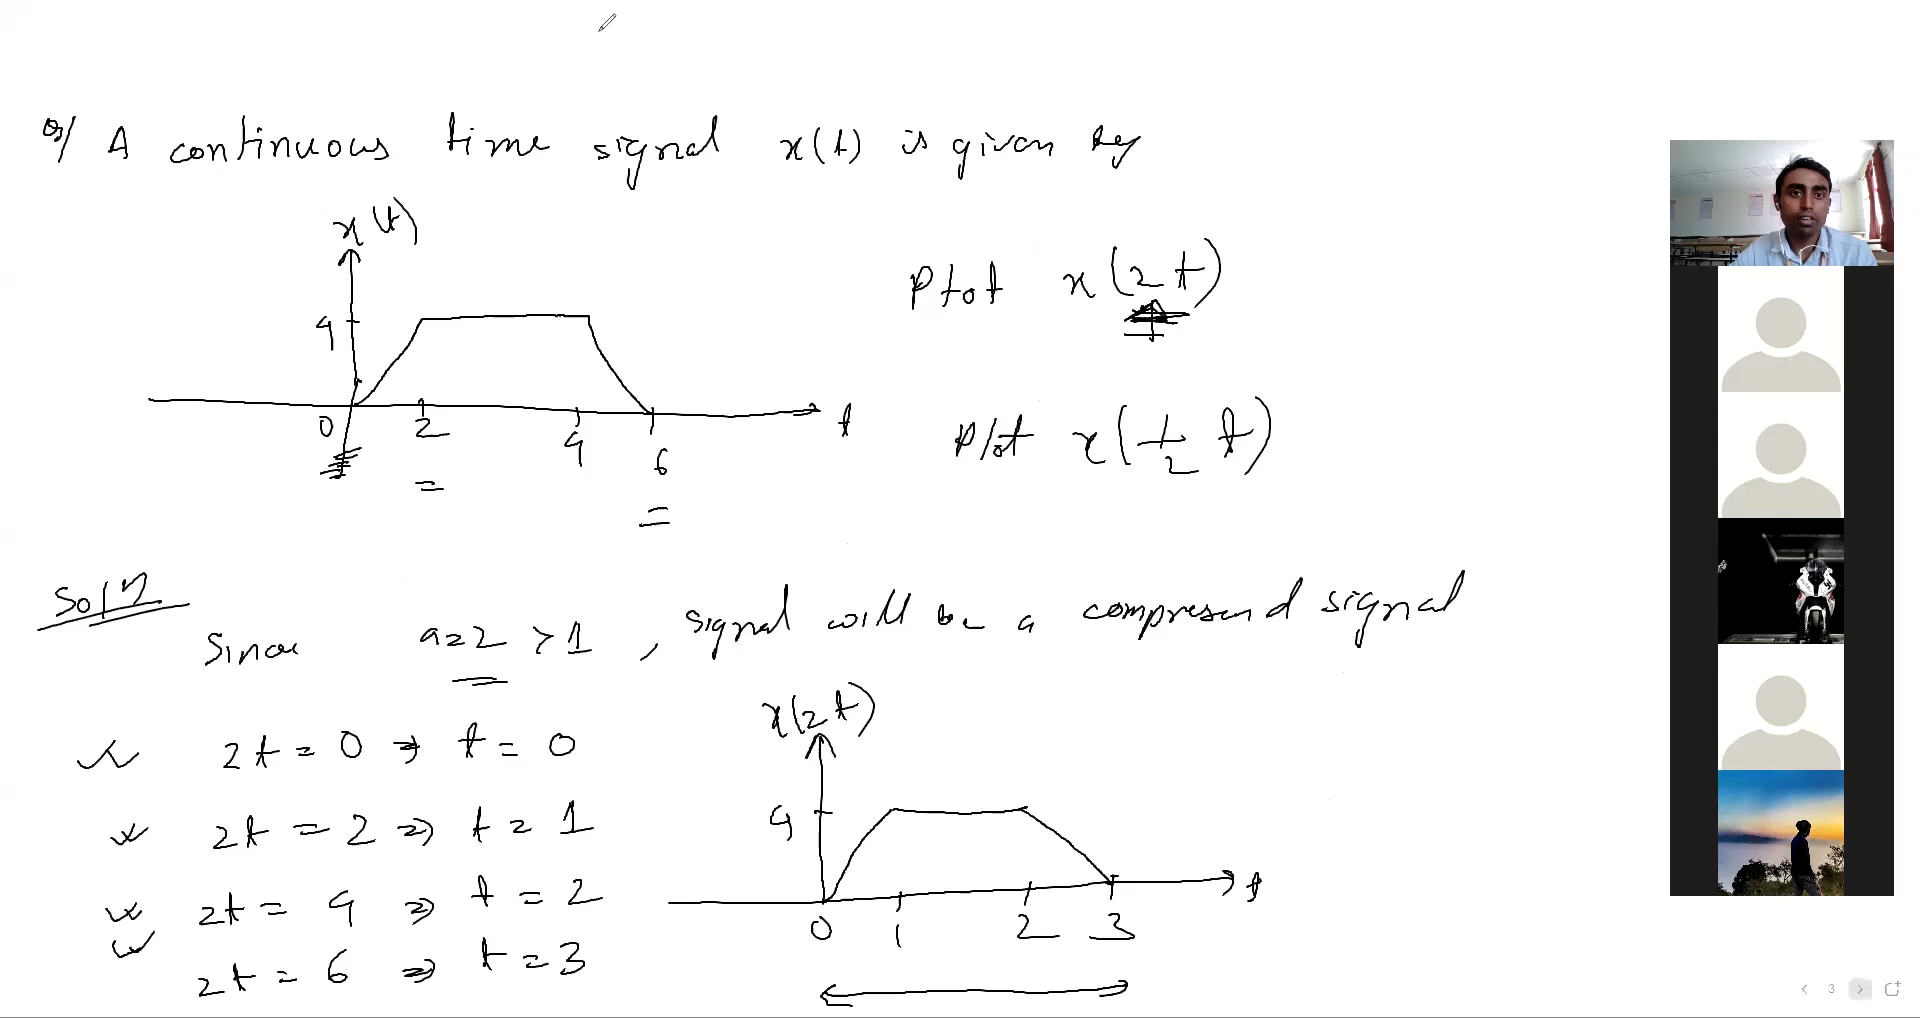 Q/ A continuous time signal x(t) is given by
x(t)
4
0 2 4 6 t
Plot x(2t)
Plot x(1/2 t)
Soln
Since a=2 > 1, signal will be a compressed signal
2t = 0 ⇒ t = 0
2t = 2 ⇒ t = 1
2t = 4 ⇒ t = 2
2t = 6 ⇒ t = 3
x(2t)
4
0 1 2 3 t
3